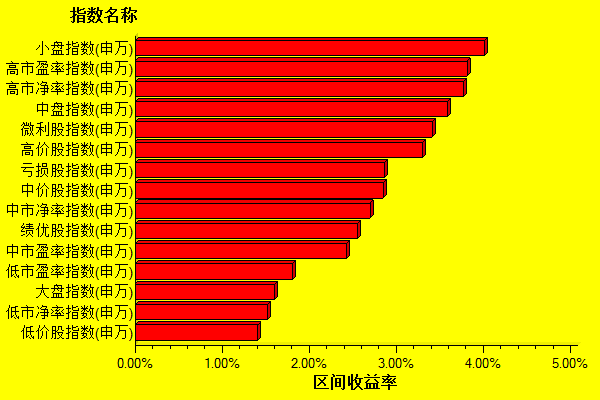 指数名称
小盘指数(申万)
高市盈率指数(申万)
高市净率指数(申万)
中盘指数(申万)
微利股指数(申万)
高价股指数(申万)
亏损股指数(申万)
中价股指数(申万)
中市净率指数(申万)
绩优股指数(申万)
中市盈率指数(申万)
低市盈率指数(申万)
大盘指数(申万)
低市净率指数(申万)
低价股指数(申万)
0.00% 1.00% 2.00% 3.00% 4.00% 5.00%
区间收益率